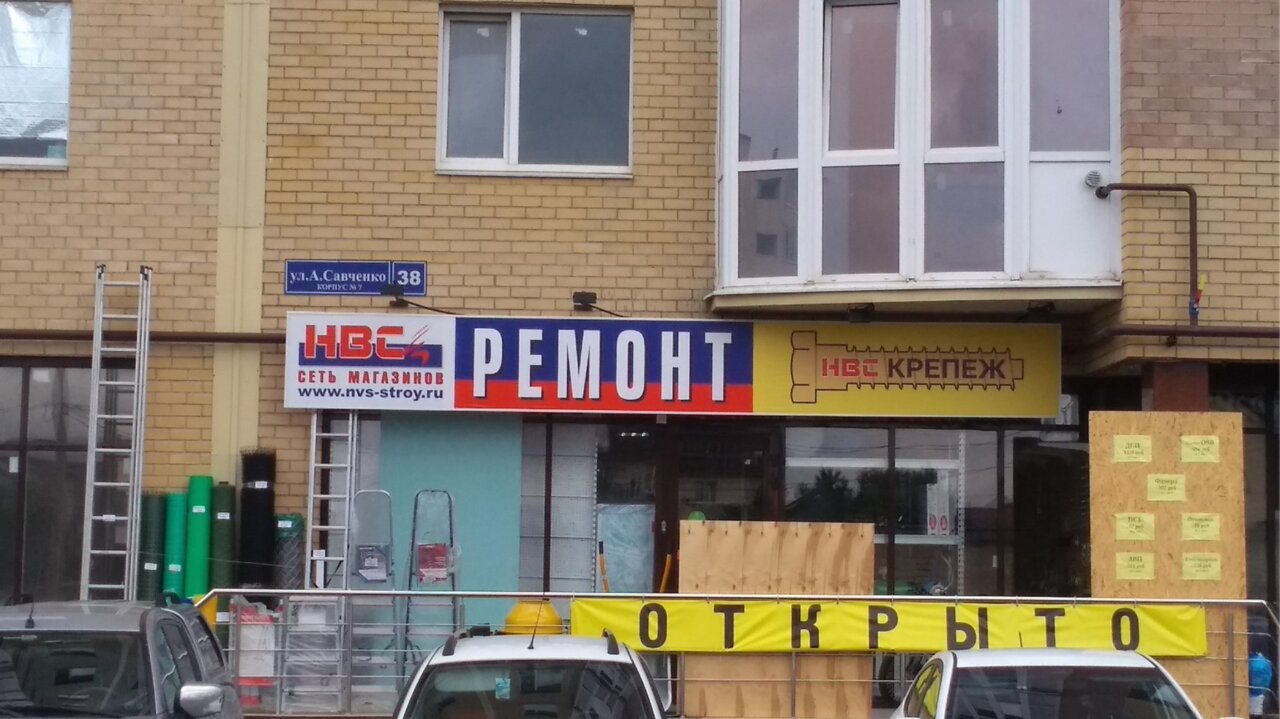 ул.А.Савченко 38
КОРПУС № 7
НВС
СЕТЬ МАГАЗИНОВ
www.nvs-stroy.ru
РЕМОНТ
НВС КРЕПЕЖ
ОТКРЫТО